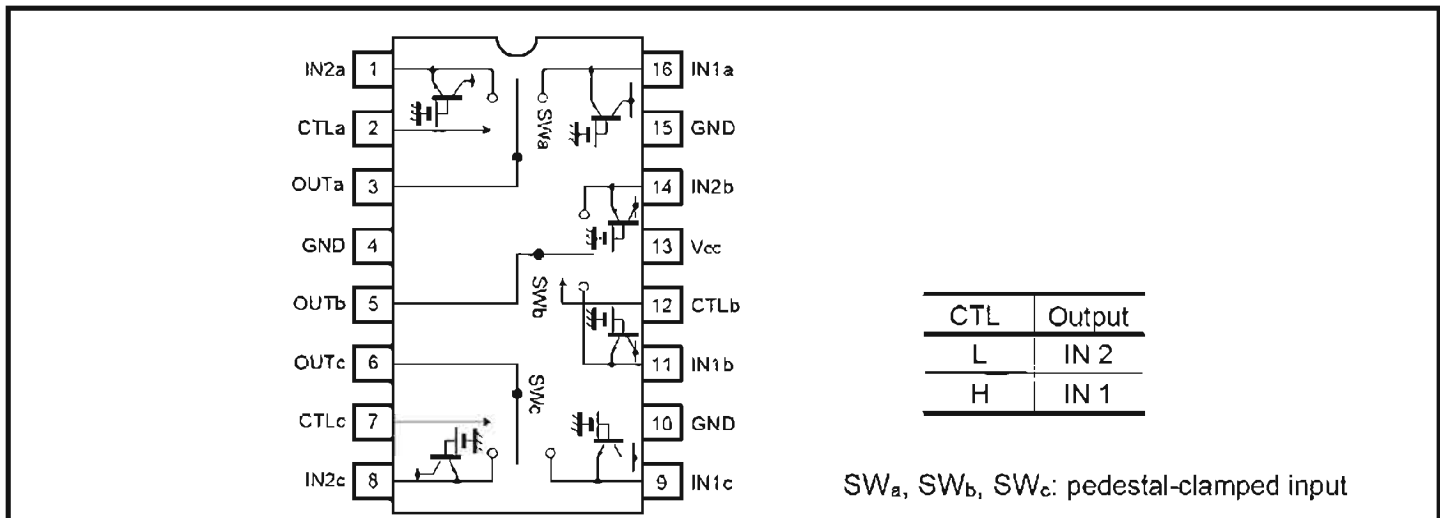 IN2a 1 16 IN1a
CTLa 2 SWa 15 GND
OUTa 3 14 IN2b
GND 4 13 Vcc
OUTb 5 SWb 12 CTLb
OUTc 6 11 IN1b
CTLc 7 SWc 10 GND
IN2c 8 9 IN1c
CTL Output
L IN 2
H IN 1
SWa, SWb, SWc: pedestal-clamped input